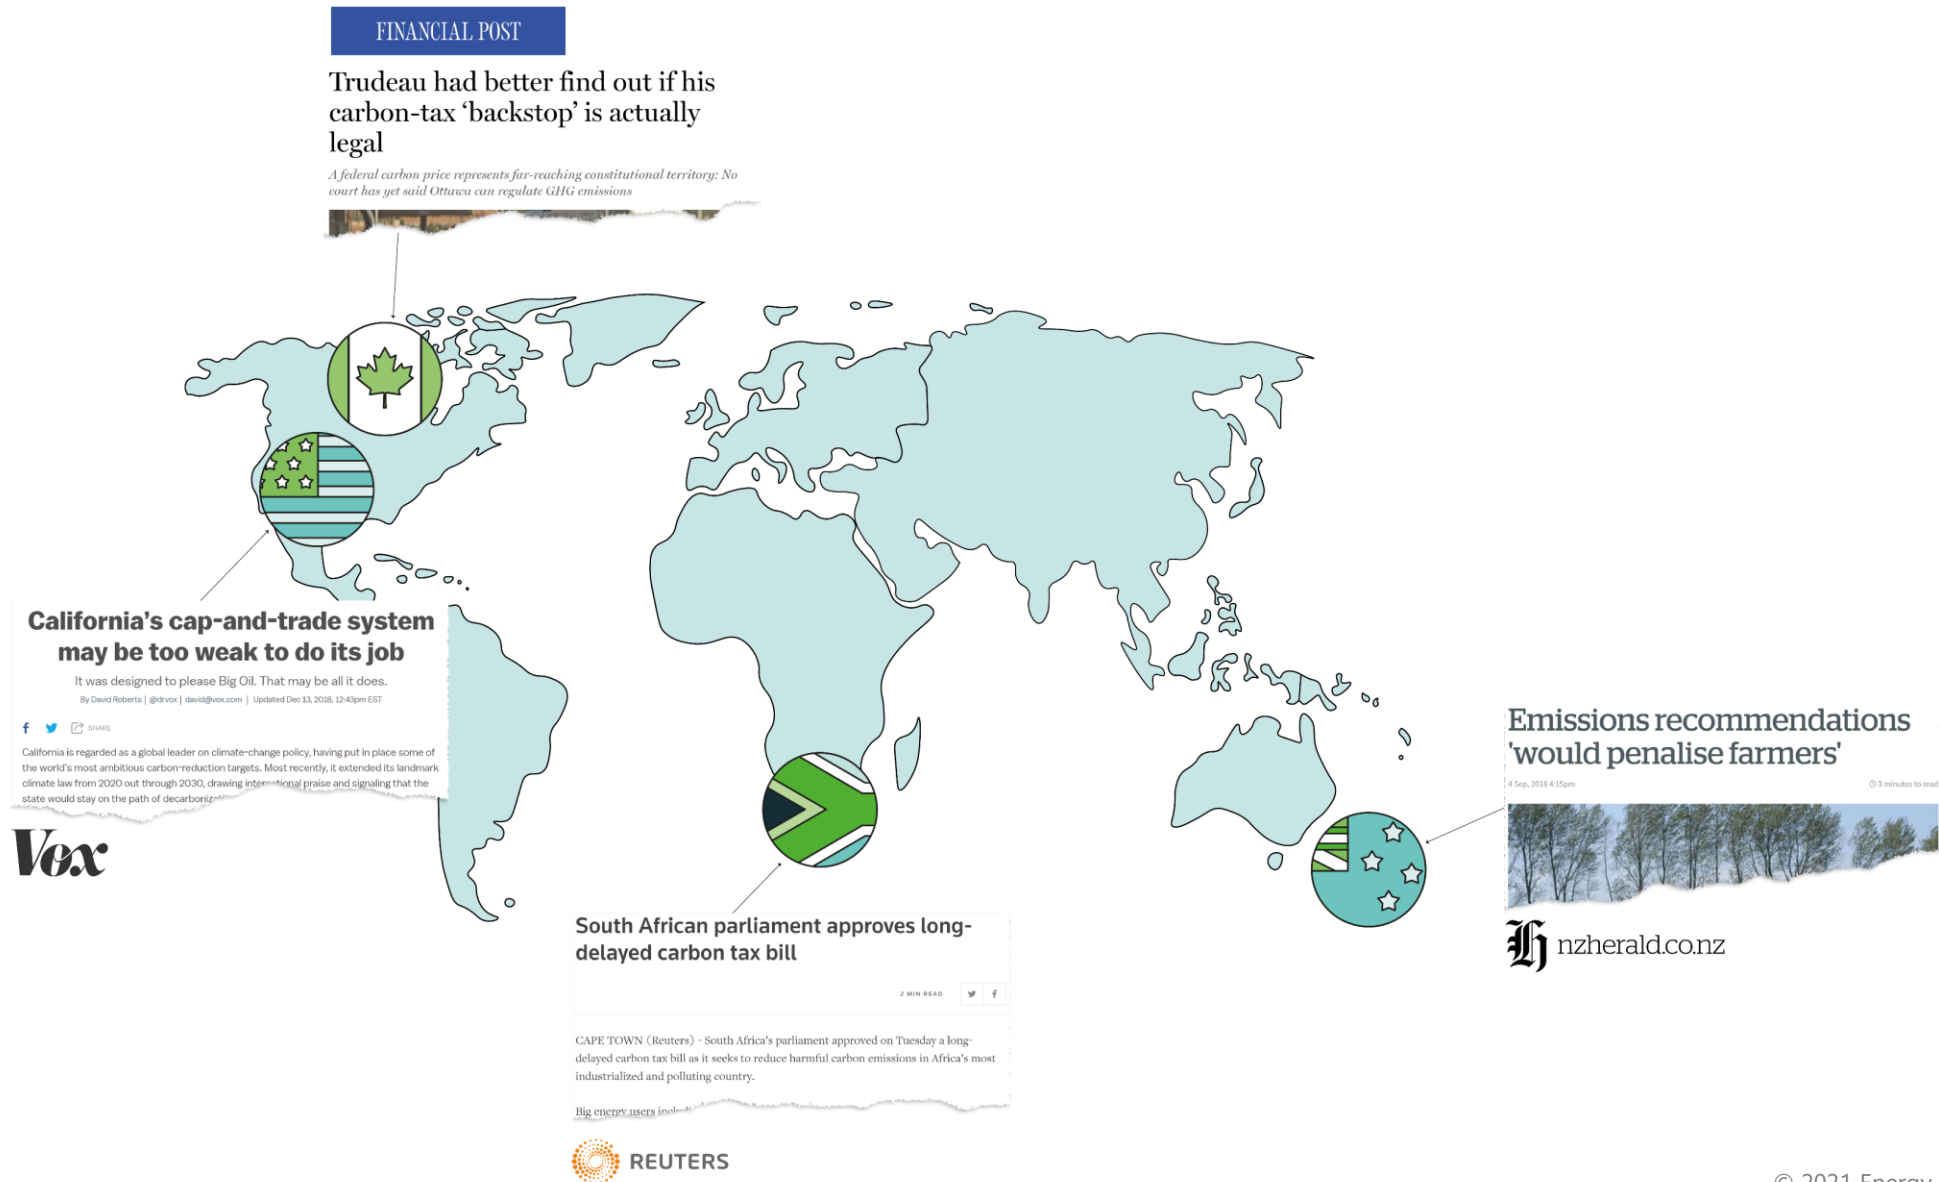 FINANCIAL POST
Trudeau had better find out if his
carbon-tax ‘backstop’ is actually
legal
A federal carbon price represents far-reaching constitutional territory: No
court has yet said Ottawa can regulate GHG emissions
California's cap-and-trade system
may be too weak to do its job
It was designed to please Big Oil. That may be all it does.
By David Roberts | @drvox | david@vox.com | Updated Dec 13, 2018, 12:43pm EST
SHARE
California is regarded as a global leader on climate-change policy, having put in place some of
the world's most ambitious carbon-reduction targets. Most recently, it extended its landmark
climate law from 2020 out through 2030, drawing international praise and signaling that the
state would stay on the path of
Vox
South African parliament approves long-
delayed carbon tax bill
2 MIN READ
CAPE TOWN (Reuters) - South Africa's parliament approved on Tuesday a long-
delayed carbon tax bill as it seeks to reduce harmful carbon emissions in Africa's most
industrialized and polluting country.
Big energy users
REUTERS
Emissions recommendations
'would penalise farmers'
4 Sep, 2018 4:15pm
3 minutes to read
nzherald.co.nz
© 2021 Energy